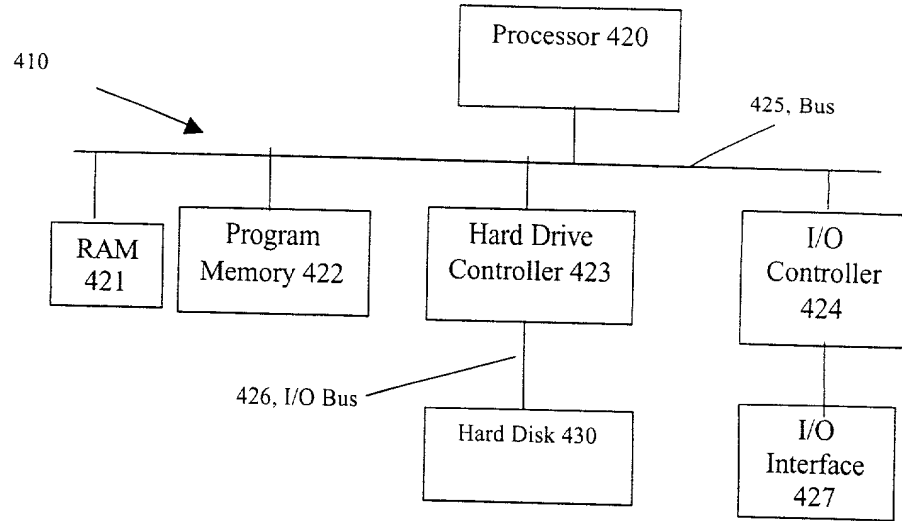 Processor 420
410
425, Bus
RAM
421
Program
Memory 422
Hard Drive
Controller 423
I/O
Controller
424
426, I/O Bus
Hard Disk 430
I/O
Interface
427